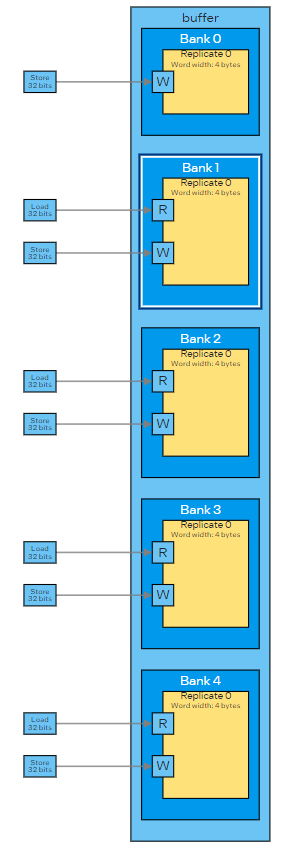 buffer
Bank 0
Replicate 0
Word width: 4 bytes
Store
32 bits
W
Bank 1
Replicate 0
Word width: 4 bytes
Load
32 bits
R
Store
32 bits
W
Bank 2
Replicate 0
Word width: 4 bytes
Load
32 bits
R
Store
32 bits
W
Bank 3
Replicate 0
Word width: 4 bytes
Load
32 bits
R
Store
32 bits
W
Bank 4
Replicate 0
Word width: 4 bytes
Load
32 bits
R
Store
32 bits
W